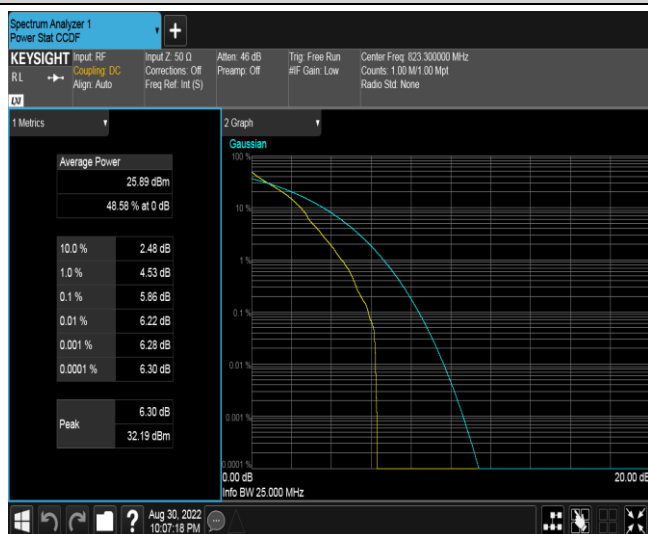 Spectrum Analyzer 1
Power Stat CCDF
+
KEYSIGHT
RL
LXI
Input: RF
Coupling: DC
Align: Auto
Input Z: 50 Ω
Corrections: Off
Freq Ref: Int (S)
Atten: 46 dB
Preamp: Off
Trig: Free Run
#IF Gain: Low
Center Freq: 823.300000 MHz
Counts: 1.00 M/1.00 Mpt
Radio Std: None
1 Metrics
Average Power
25.89 dBm
48.58 % at 0 dB
10.0 % 2.48 dB
1.0 % 4.53 dB
0.1 % 5.86 dB
0.01 % 6.22 dB
0.001 % 6.28 dB
0.0001 % 6.30 dB
Peak
6.30 dB
32.19 dBm
2 Graph
Gaussian
100 %
10 %
1 %
0.1 %
0.01 %
0.001 %
0.0001 %
0.00 dB 20.00 dB
Info BW 25.000 MHz
?
Aug 30, 2022
10:07:18 PM